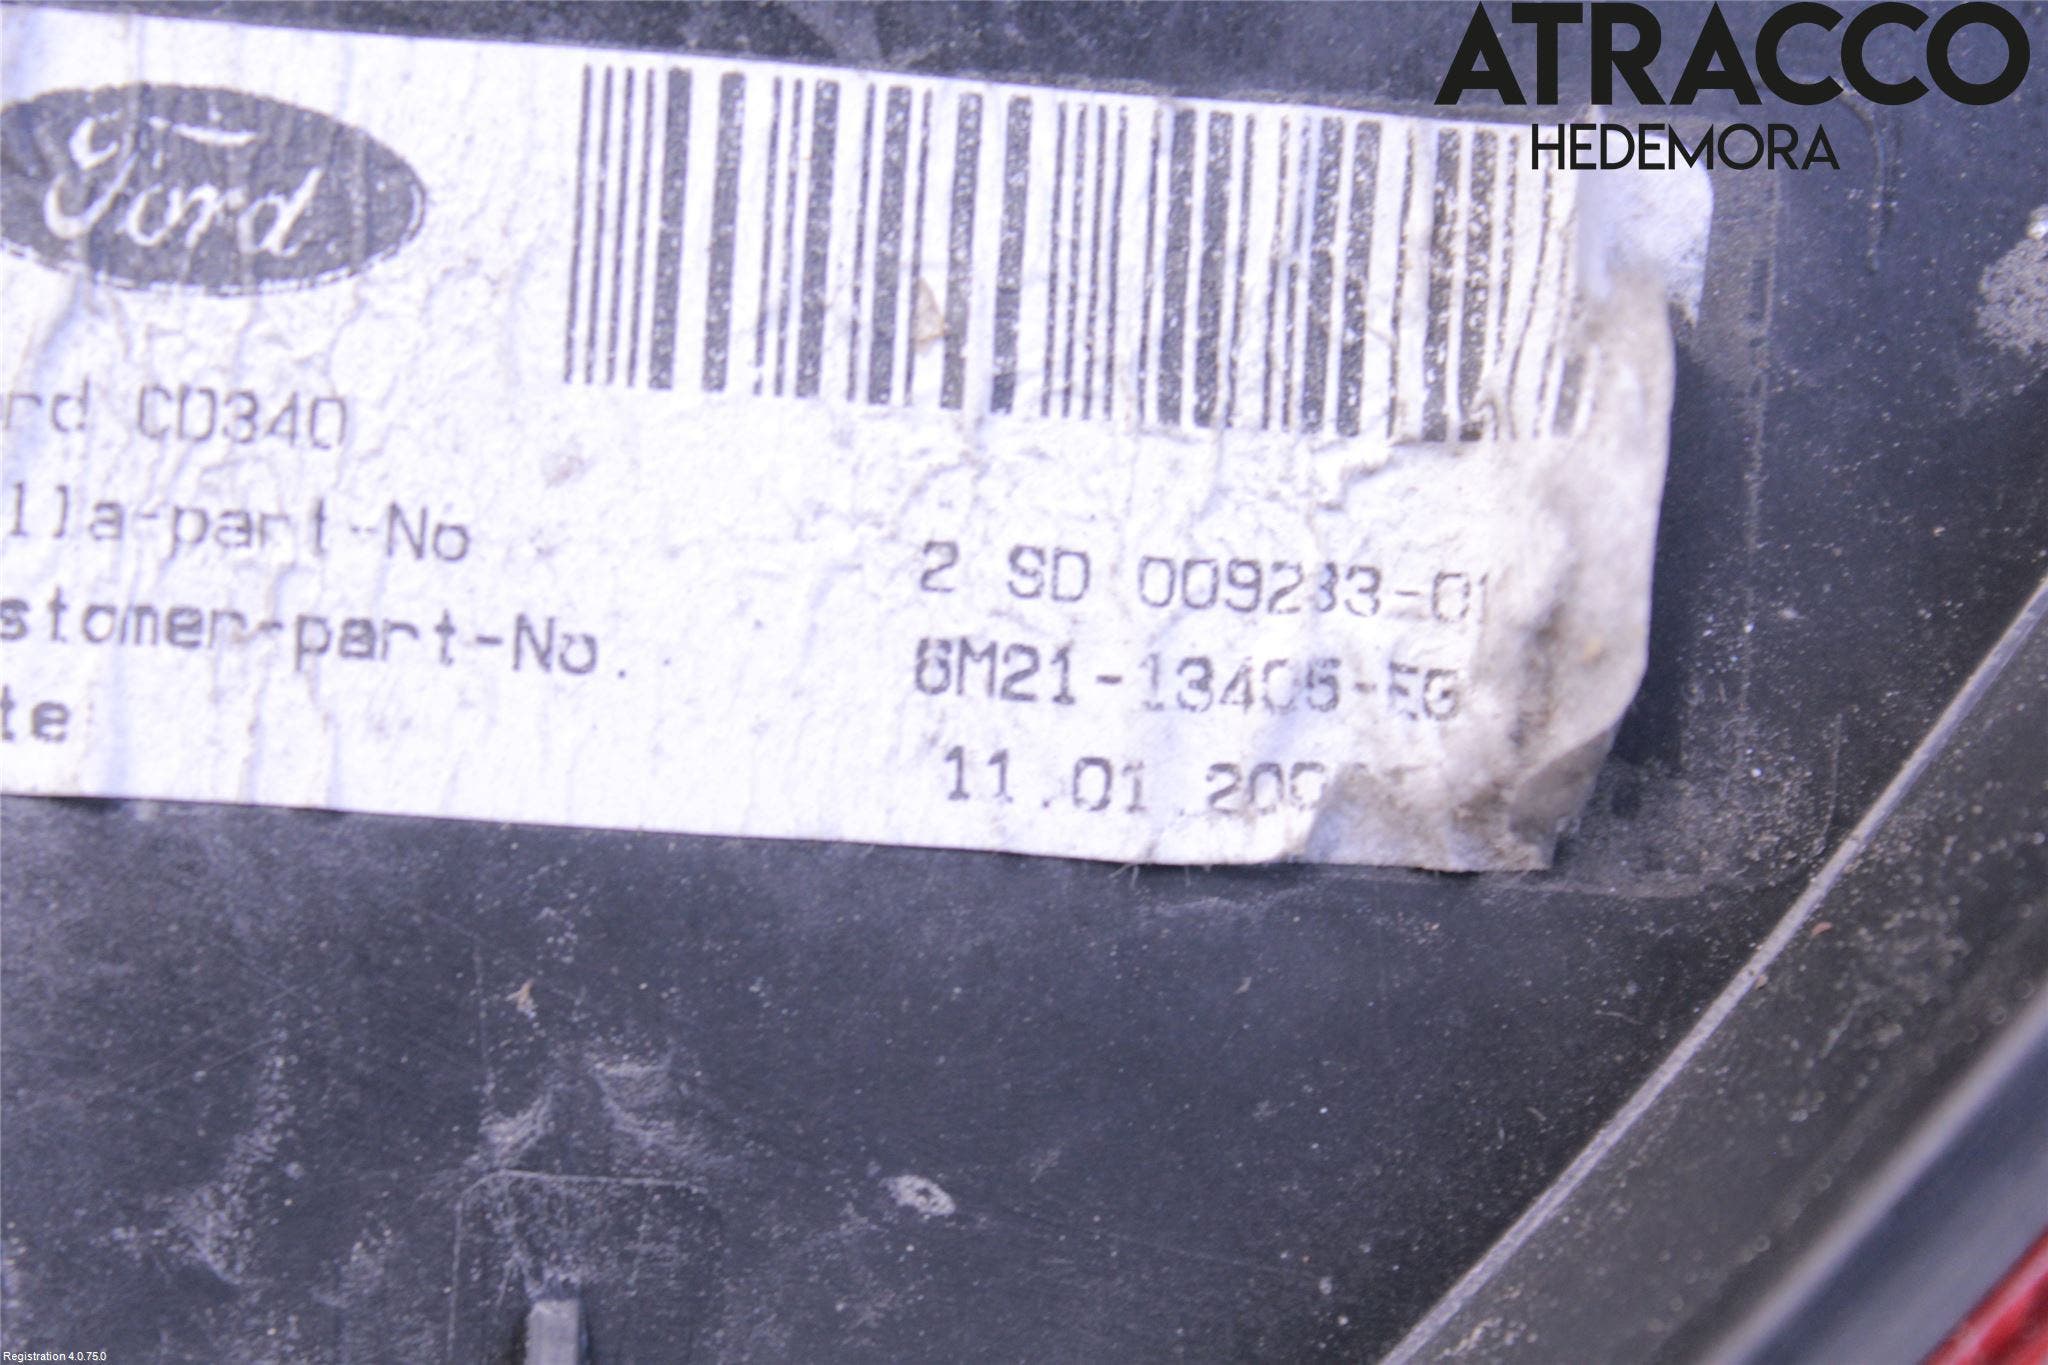 ATRACCO
HEDEMORA
Ford
rd CD340
lla-part-No
2 SD 009233-01
stomer-part-No.
6M21-13405-EG
te
11.01.200
Registration 4.0.75.0